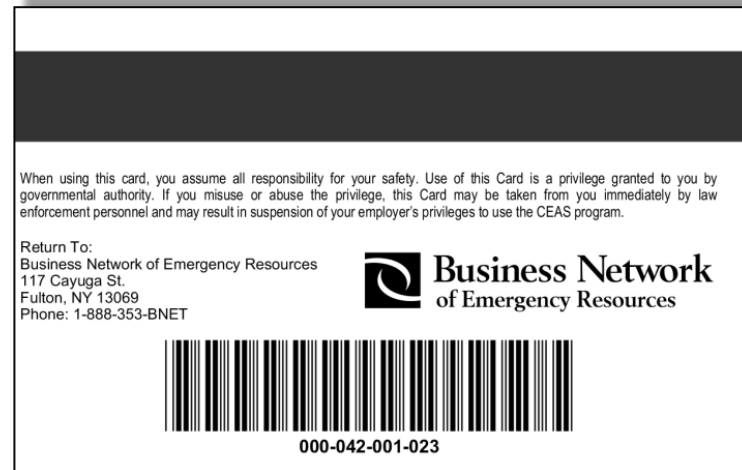 When using this card, you assume all responsibility for your safety. Use of this Card is a privilege granted to you by
governmental authority. If you misuse or abuse the privilege, this Card may be taken from you immediately by law
enforcement personnel and may result in suspension of your employer's privileges to use the CEAS program.
Return To:
Business Network of Emergency Resources
117 Cayuga St.
Fulton, NY 13069
Phone: 1-888-353-BNET
Business Network
of Emergency Resources
000-042-001-023